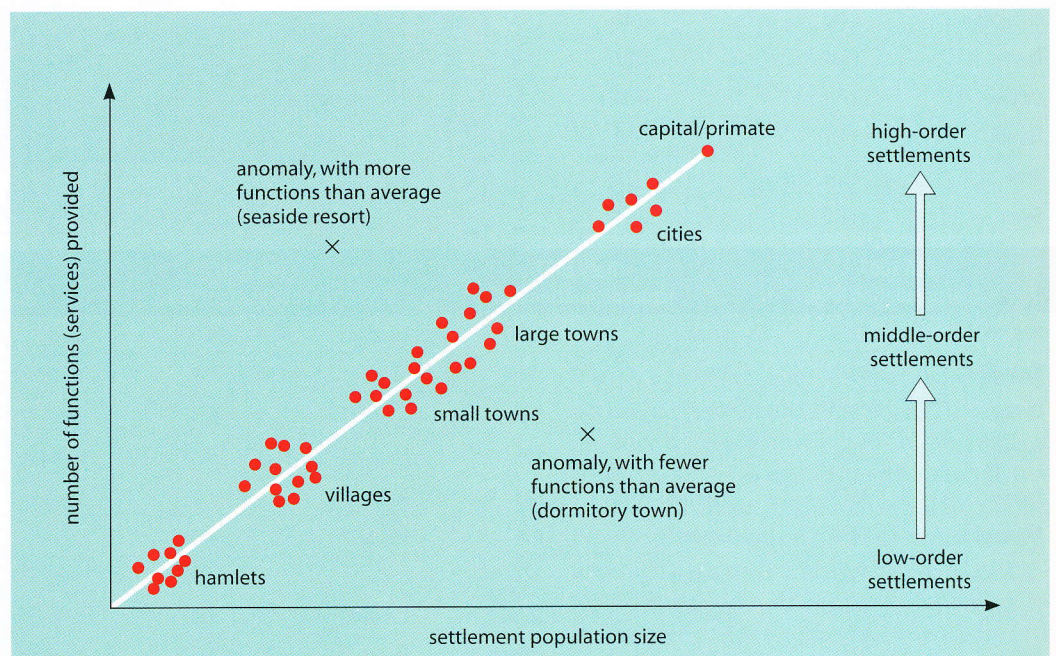 capital/primate
high-order
settlements
anomaly, with more
functions than average
(seaside resort)
cities
number of functions (services) provided
large towns
middle-order
settlements
small towns
anomaly, with fewer
functions than average
(dormitory town)
villages
low-order
settlements
hamlets
settlement population size